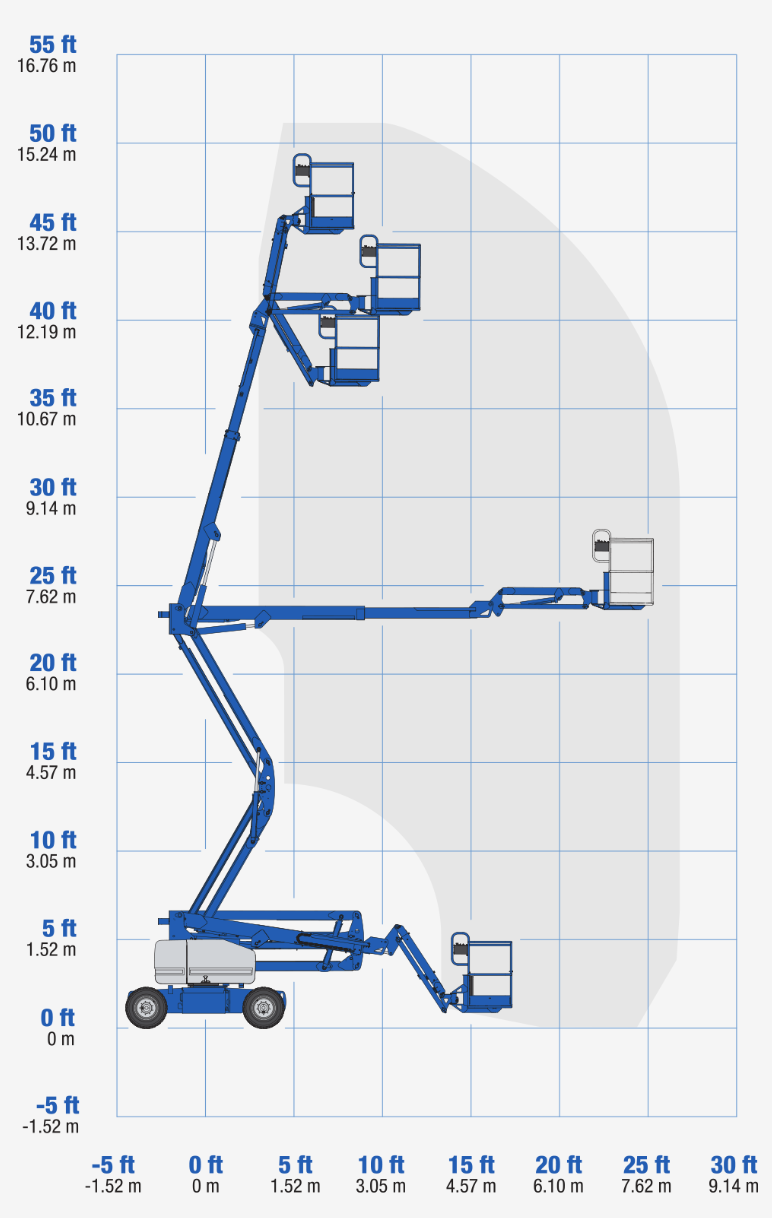 55 ft
16.76 m
50 ft
15.24 m
45 ft
13.72 m
40 ft
12.19 m
35 ft
10.67 m
30 ft
9.14 m
25 ft
7.62 m
20 ft
6.10 m
15 ft
4.57 m
10 ft
3.05 m
5 ft
1.52 m
0 ft
0 m
-5 ft
-1.52 m
-5 ft 0 ft 5 ft 10 ft 15 ft 20 ft 25 ft 30 ft
-1.52 m 0 m 1.52 m 3.05 m 4.57 m 6.10 m 7.62 m 9.14 m